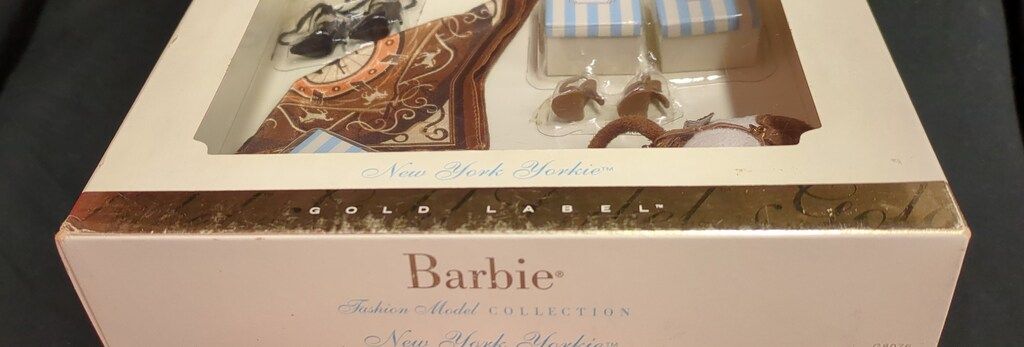 New York Yorkie™
GOLD LABEL™
Barbie®
Fashion Model COLLECTION
New York Yorkie™